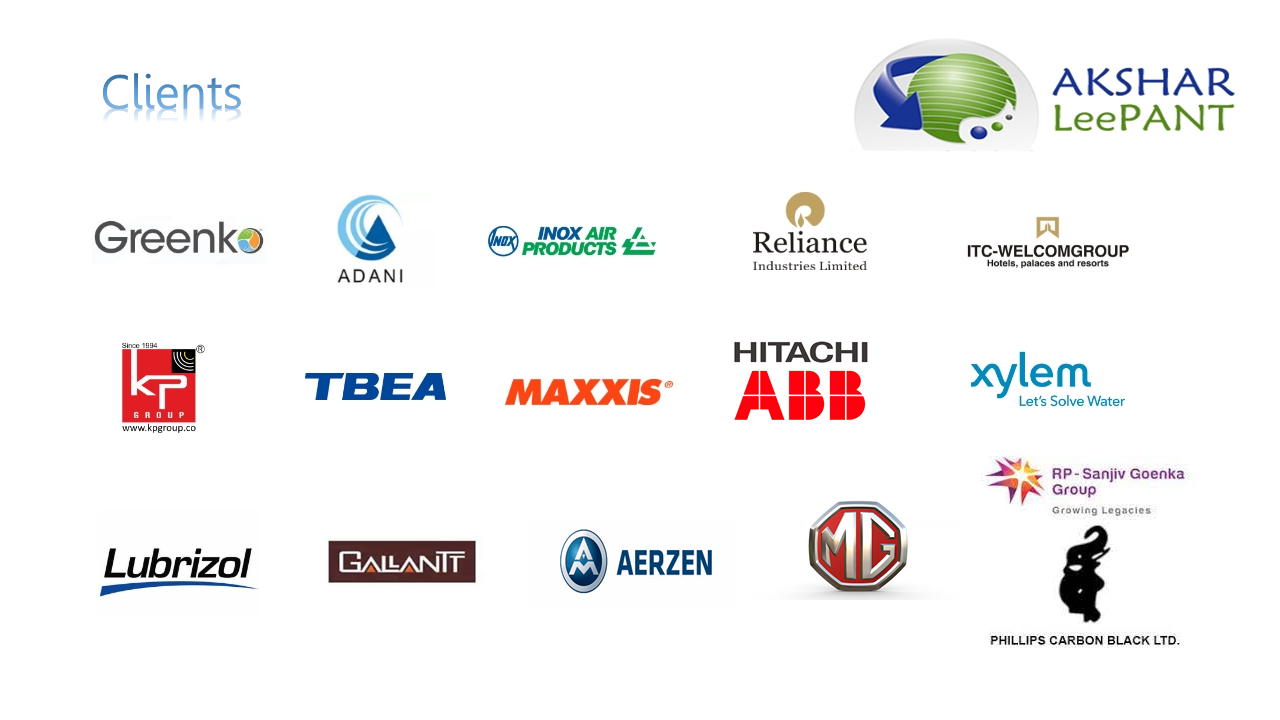 Clients
AKSHAR
LeePANT
Greenko
ADANI
INOX
INOX AIR
PRODUCTS
Reliance
Industries Limited
ITC-WELCOMGROUP
Hotels, palaces and resorts
Since 1994
®
kp
GROUP
www.kpgroup.co
TBEA
MAXXIS®
HITACHI
ABB
xylem
Let's Solve Water
Lubrizol
GALLANTT
AERZEN
MG
RP - Sanjiv Goenka
Group
Growing Legacies
PHILLIPS CARBON BLACK LTD.